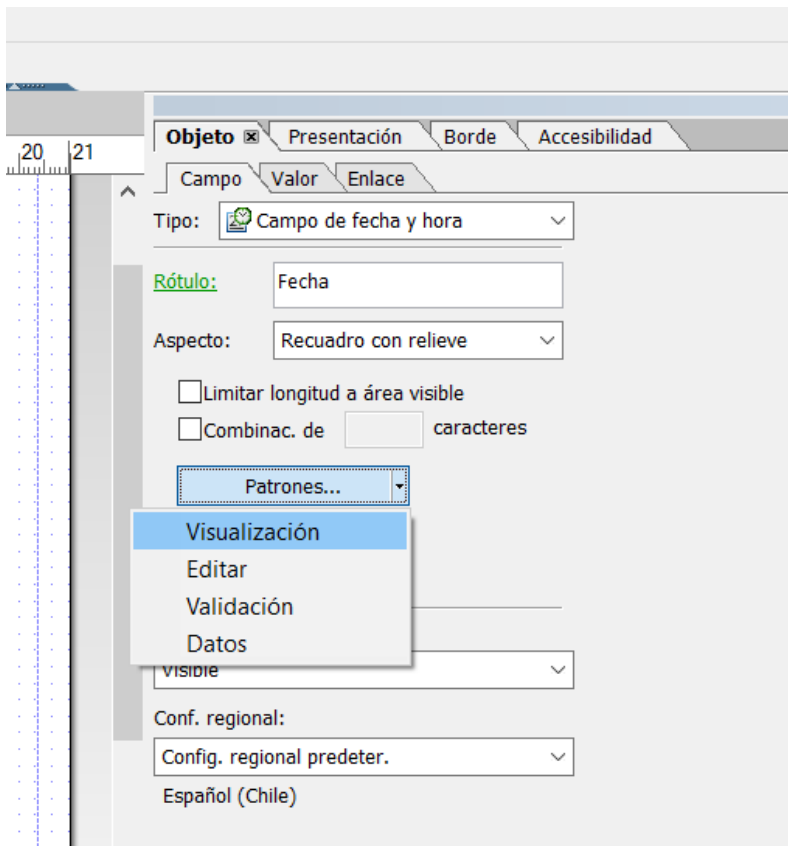 Objeto Presentación Borde Accesibilidad
20 21
Campo Valor Enlace
Tipo: Campo de fecha y hora
Rótulo: Fecha
Aspecto: Recuadro con relieve
Limitar longitud a área visible
Combinac. de caracteres
Patrones...
Visualización
Editar
Validación
Datos
Visible
Conf. regional:
Config. regional predeter.
Español (Chile)